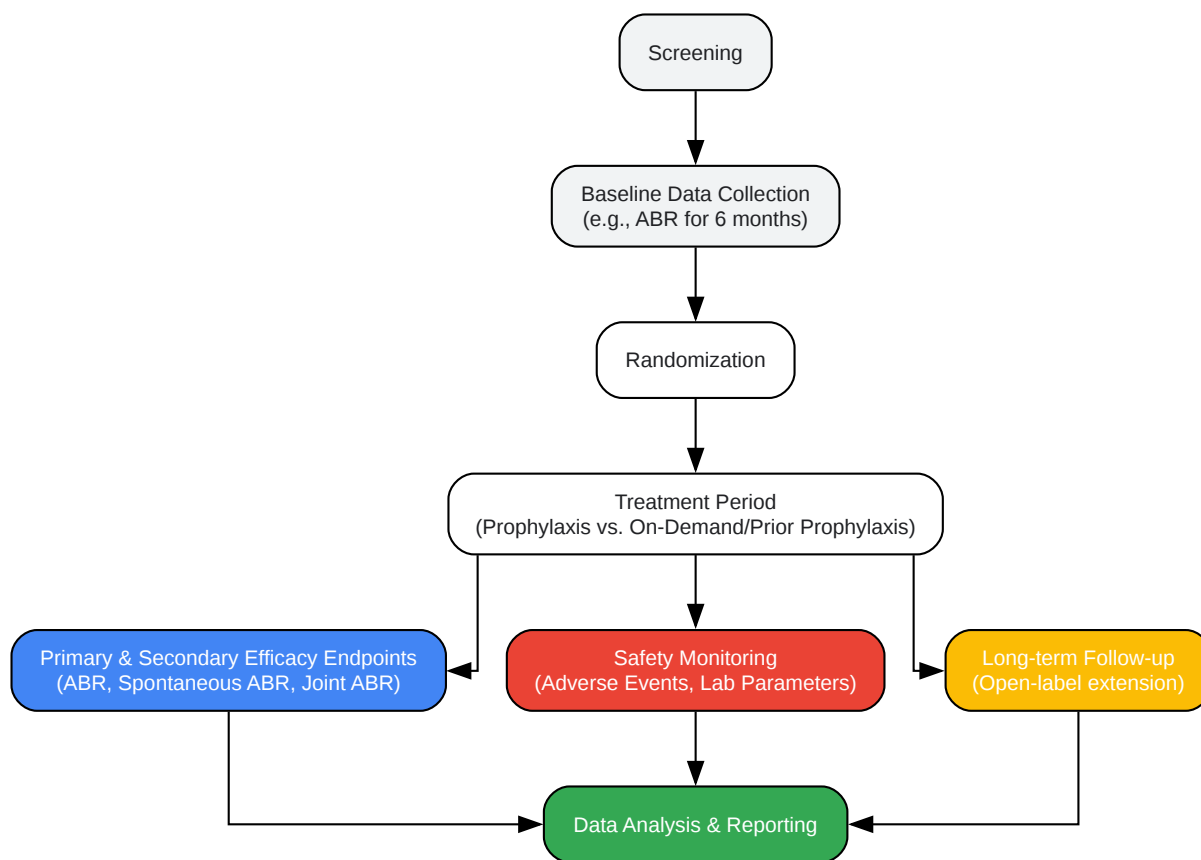 Screening
Baseline Data Collection
(e.g., ABR for 6 months)
Randomization
Treatment Period
(Prophylaxis vs. On-Demand/Prior Prophylaxis)
Primary & Secondary Efficacy Endpoints
(ABR, Spontaneous ABR, Joint ABR)
Safety Monitoring
(Adverse Events, Lab Parameters)
Long-term Follow-up
(Open-label extension)
Data Analysis & Reporting